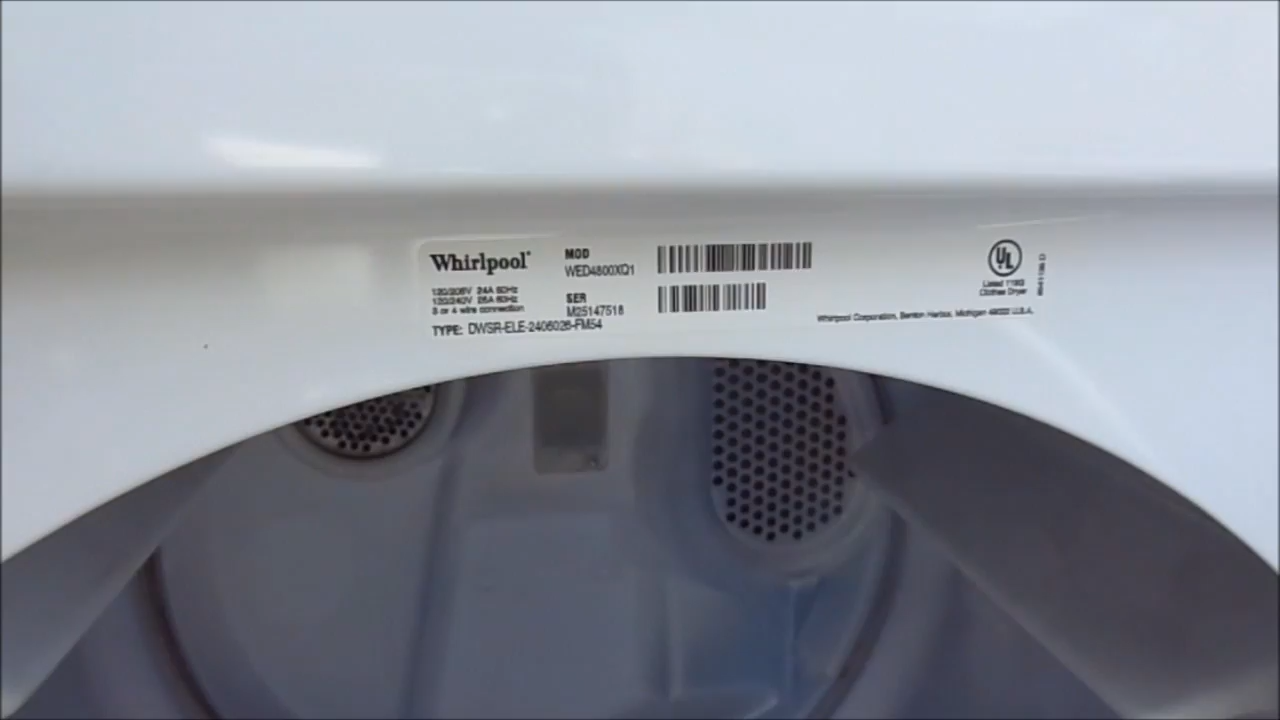 Whirlpool®
MOD
WED4800XQ1
120/208V 24A 60Hz
120/240V 26A 60Hz
3 or 4 wire connection
SER
M25147518
TYPE: DWSR-ELE-2406026-FM54
UL
Listed
Clothes Dryer
Whirlpool Corporation, Benton Harbor, Michigan 49022 U.S.A.